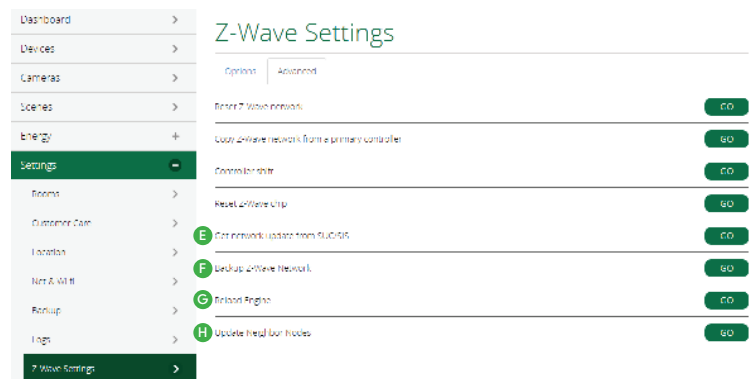 Dashboard
Devices
Cameras
Scenes
Energy
Settings
Rooms
Customer Care
Location
Net & Wi fi
Backup
Logs
Z Wave Settings
Z-Wave Settings
Options Advanced
Reset Z Wave network GO
Copy Z-Wave network from a primary controller GO
Controller shift GO
Reset Z-Wave chip GO
E Get network update from SUC/SIS GO
F Backup Z-Wave Network GO
G Reload Engine GO
H Update Neighbor Nodes GO